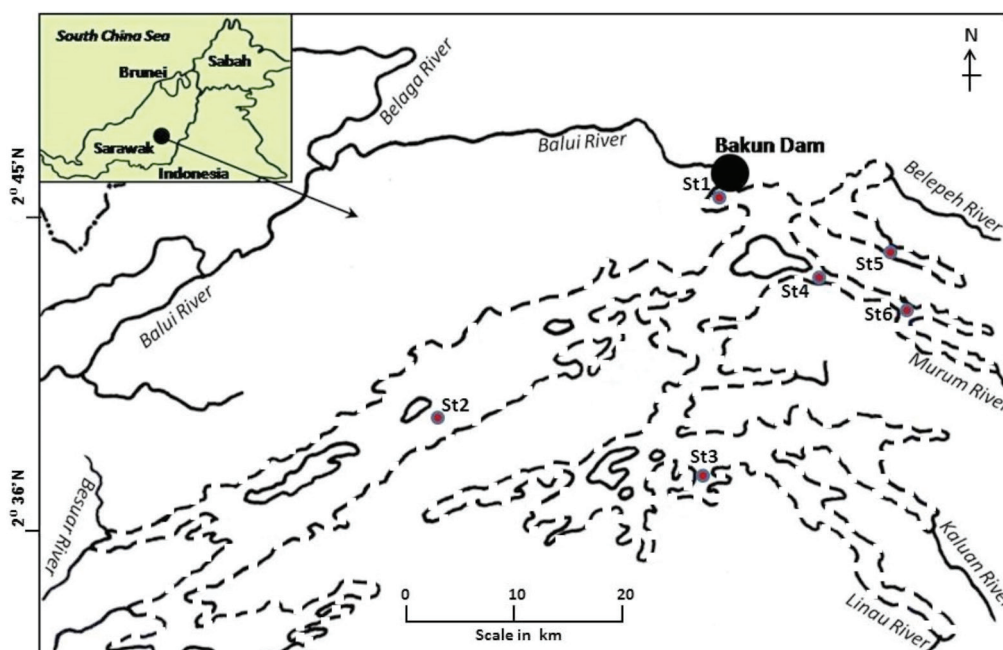 South China Sea
Sabah
Brunei
Sarawak
Indonesia
N
Belaga River
Balui River
Bakun Dam
2⁰ 45'N
St1
Belepeh River
St5
St4
St6
Balui River
Murum River
St2
St3
2⁰ 36'N
Besuar River
Kaluan River
Linau River
0 10 20
Scale in km